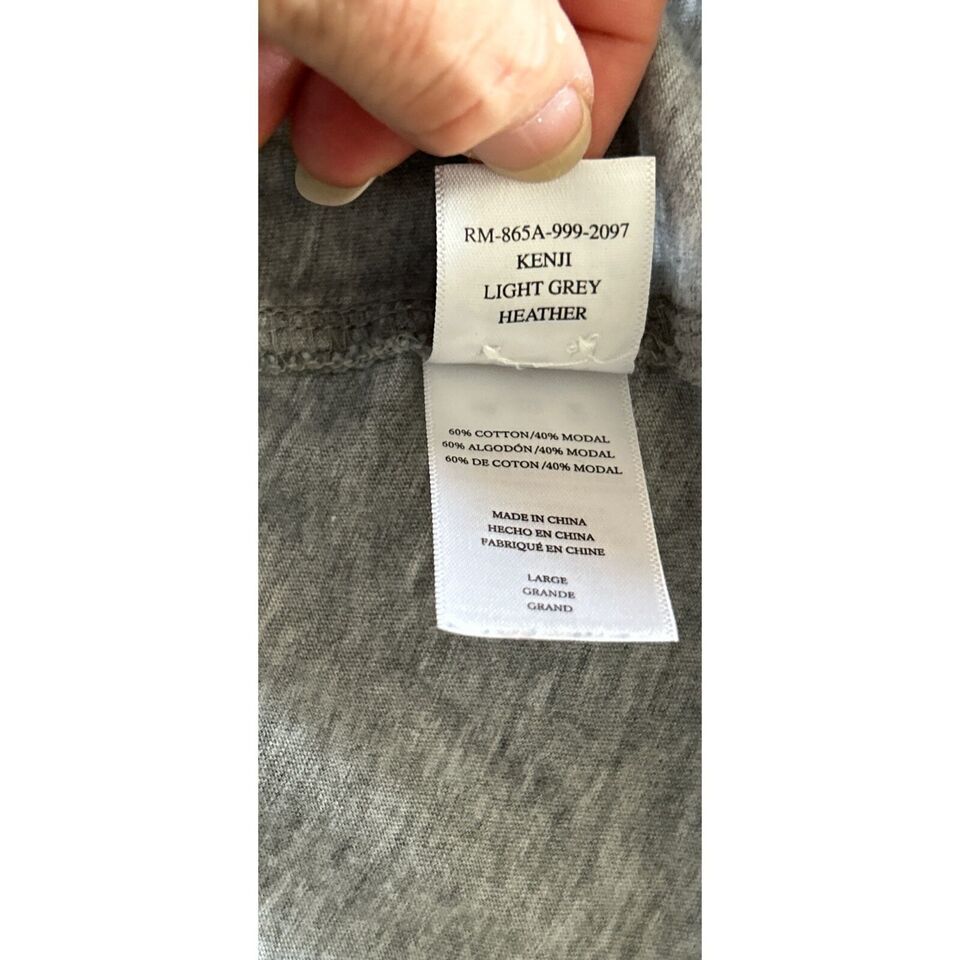 RM-865A-999-2097
KENJI
LIGHT GREY
HEATHER
60% COTTON/40% MODAL
60% ALGODÓN/40% MODAL
60% DE COTON/40% MODAL
MADE IN CHINA
HECHO EN CHINA
FABRIQUÉ EN CHINE
LARGE
GRANDE
GRAND